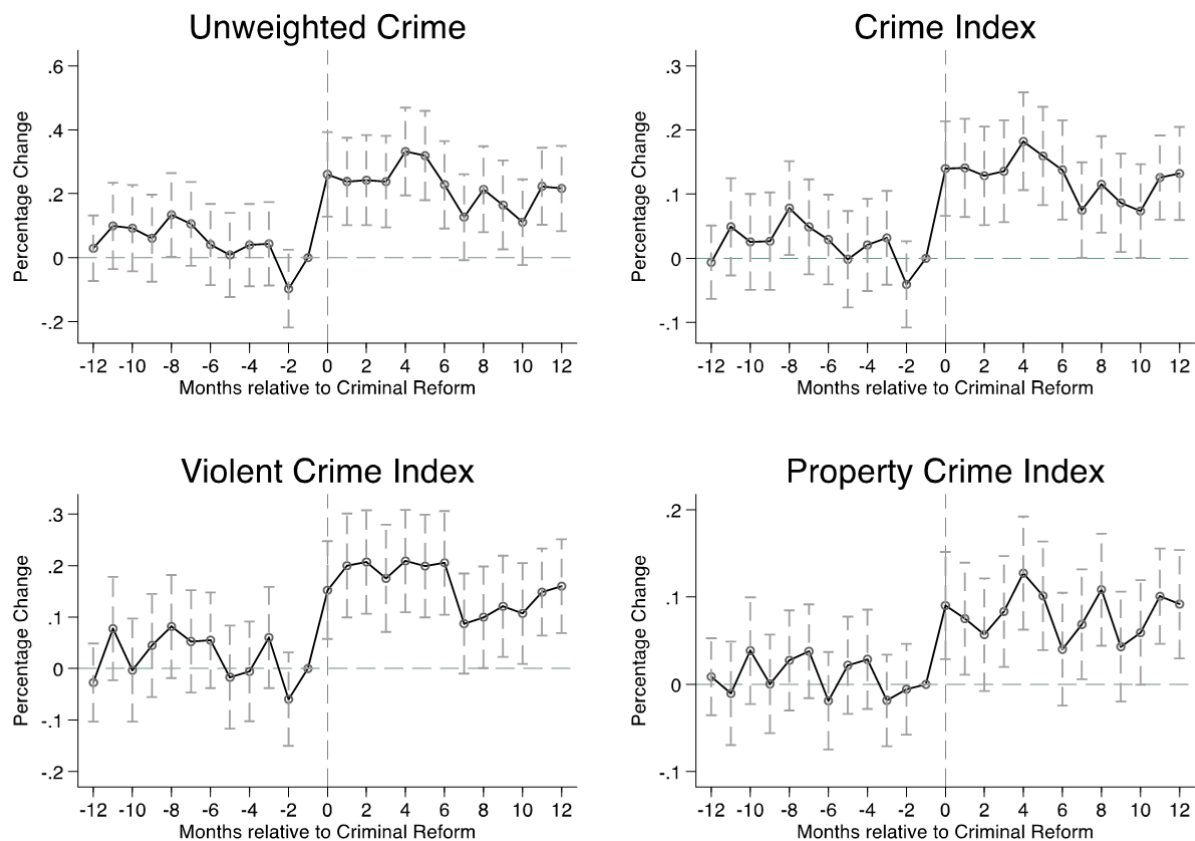 Unweighted Crime
Percentage Change
.6
.4
.2
0
-.2
-12 -10 -8 -6 -4 -2 0 2 4 6 8 10 12
Months relative to Criminal Reform
Crime Index
Percentage Change
.3
.2
.1
0
-.1
-12 -10 -8 -6 -4 -2 0 2 4 6 8 10 12
Months relative to Criminal Reform
Violent Crime Index
Percentage Change
.3
.2
.1
0
-.1
-.2
-12 -10 -8 -6 -4 -2 0 2 4 6 8 10 12
Months relative to Criminal Reform
Property Crime Index
Percentage Change
.2
.1
0
-.1
-12 -10 -8 -6 -4 -2 0 2 4 6 8 10 12
Months relative to Criminal Reform